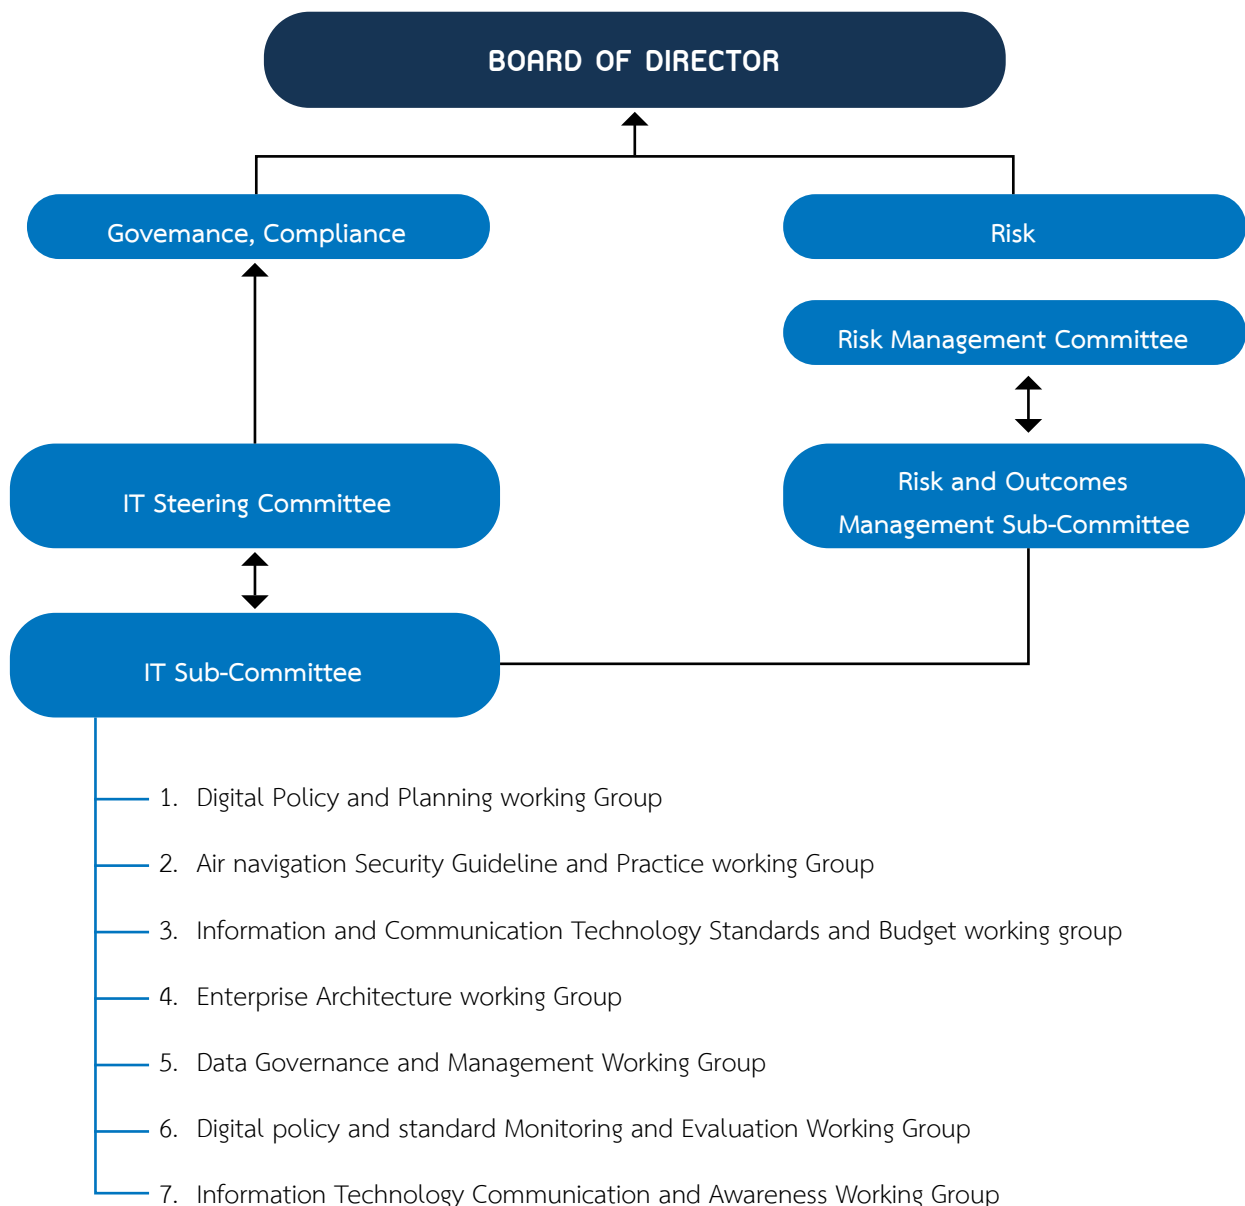 BOARD OF DIRECTOR
Govemance, Compliance
Risk
Risk Management Committee
IT Steering Committee
Risk and Outcomes
Management Sub-Committee
IT Sub-Committee
1. Digital Policy and Planning working Group
2. Air navigation Security Guideline and Practice working Group
3. Information and Communication Technology Standards and Budget working group
4. Enterprise Architecture working Group
5. Data Governance and Management Working Group
6. Digital policy and standard Monitoring and Evaluation Working Group
7. Information Technology Communication and Awareness Working Group